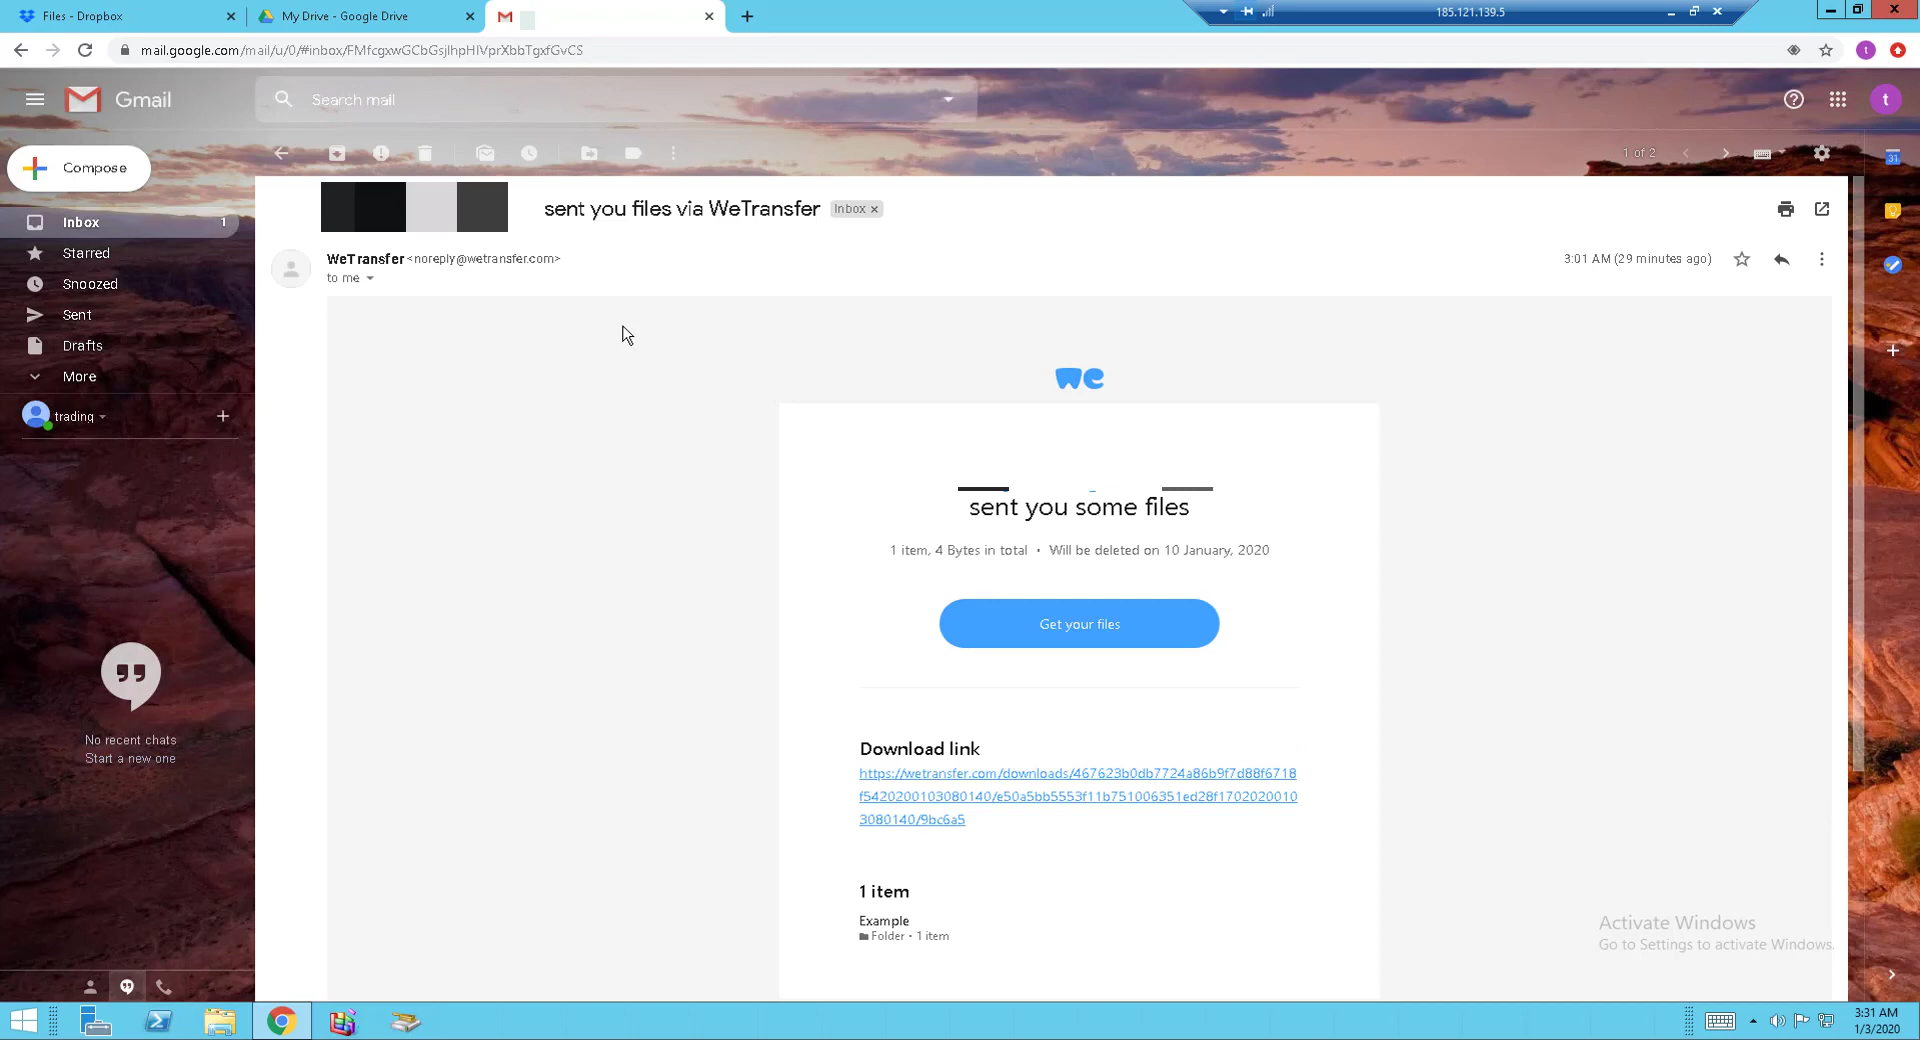 Files - Dropbox
My Drive - Google Drive
185.121.139.5
mail.google.com/mail/u/0/#inbox/FMfcgxwGCbGsjlhpHlVprXbbTgxfGvCS
t
Gmail
Search mail
t
Compose
1 of 2
31
Inbox 1
sent you files via WeTransfer Inbox x
Starred
WeTransfer <noreply@wetransfer.com>
3:01 AM (29 minutes ago)
to me
Snoozed
Sent
Drafts
More
we
trading
sent you some files
1 item, 4 Bytes in total • Will be deleted on 10 January, 2020
Get your files
No recent chats
Start a new one
Download link
https://wetransfer.com/downloads/467623b0db7724a86b9f7d88f6718
f5420200103080140/e50a5bb5553f11b751006351ed28f1702020010
3080140/9bc6a5
1 item
Example
Folder • 1 item
Activate Windows
Go to Settings to activate Windows.
3:31 AM
1/3/2020